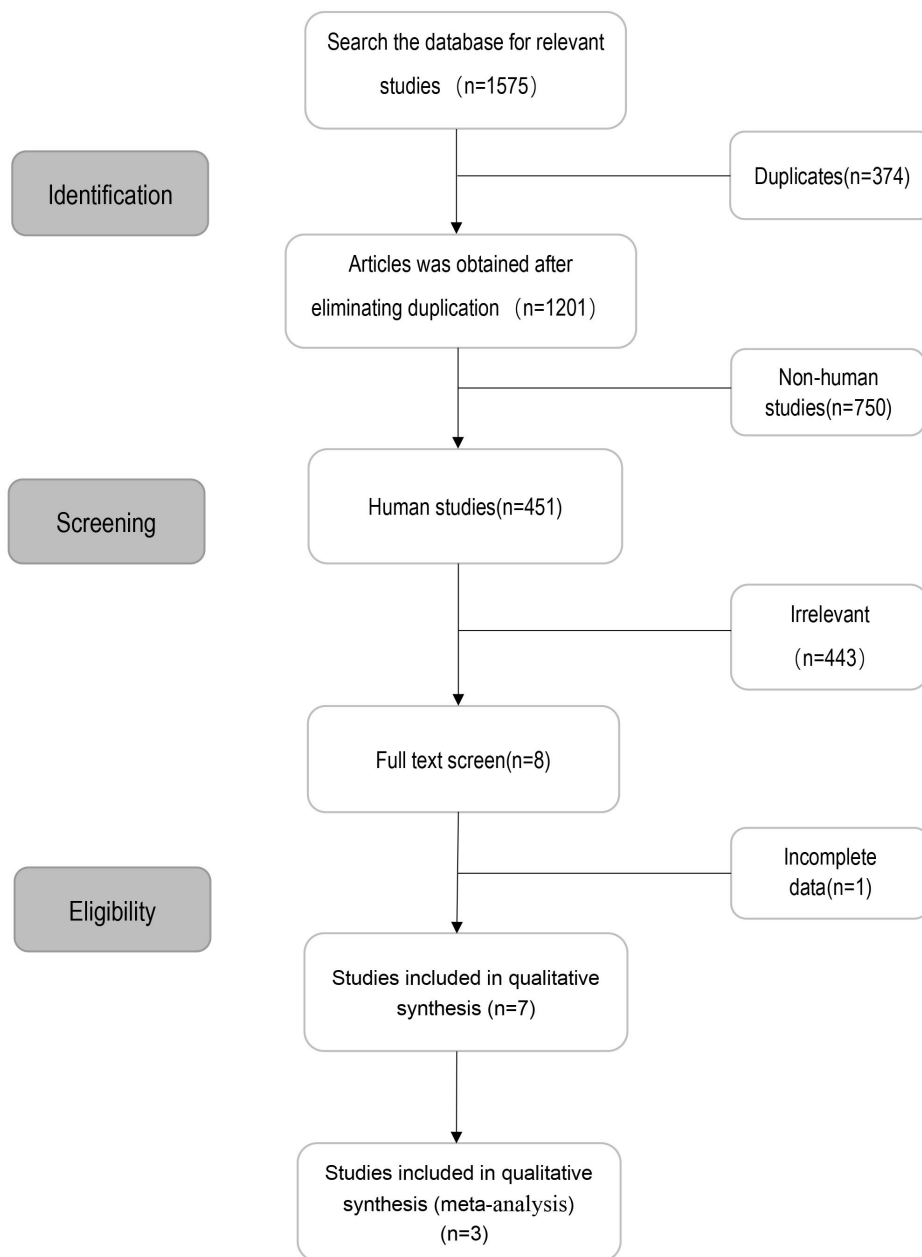 Search the database for relevant
studies （n=1575）
Identification
Duplicates(n=374)
Articles was obtained after
eliminating duplication （n=1201）
Non-human
studies(n=750)
Screening
Human studies(n=451)
Irrelevant
（n=443）
Full text screen(n=8)
Incomplete
data(n=1)
Eligibility
Studies included in qualitative
synthesis (n=7)
Studies included in qualitative
synthesis (meta-analysis)
(n=3)